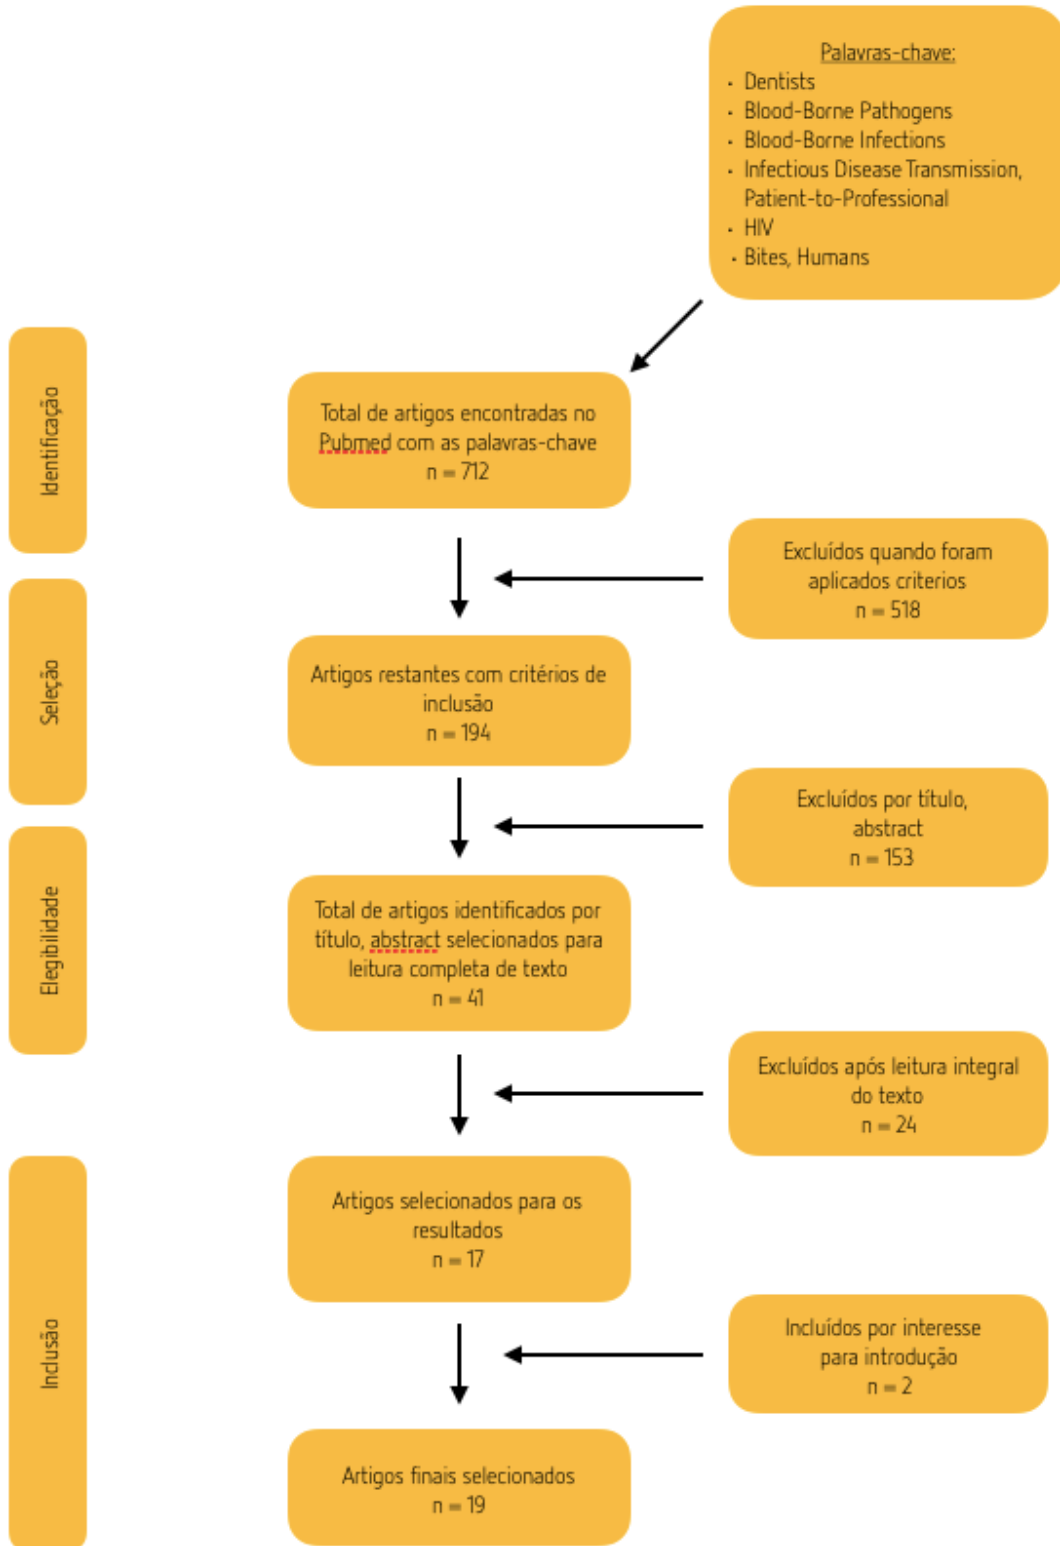 Palavras-chave:
· Dentists
· Blood-Borne Pathogens
· Blood-Borne Infections
· Infectious Disease Transmission,
Patient-to-Professional
· HIV
· Bites, Humans
Identificação
Total de artigos encontradas no
Pubmed com as palavras-chave
n = 712
Excluídos quando foram
aplicados criterios
n = 518
Seleção
Artigos restantes com critérios de
inclusão
n = 194
Excluídos por título,
abstract
n = 153
Elegibilidade
Total de artigos identificados por
título, abstract selecionados para
leitura completa de texto
n = 41
Excluídos após leitura integral
do texto
n = 24
Inclusão
Artigos selecionados para os
resultados
n = 17
Incluídos por interesse
para introdução
n = 2
Artigos finais selecionados
n = 19